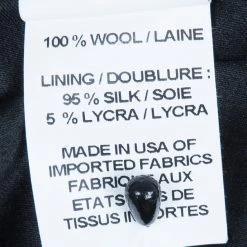 100 % WOOL / LAINE
LINING / DOUBLURE :
95 % SILK / SOIE
5 % LYCRA / LYCRA
MADE IN USA OF
IMPORTED FABRICS
AUX
ETATS
TISSUS IMPORTES